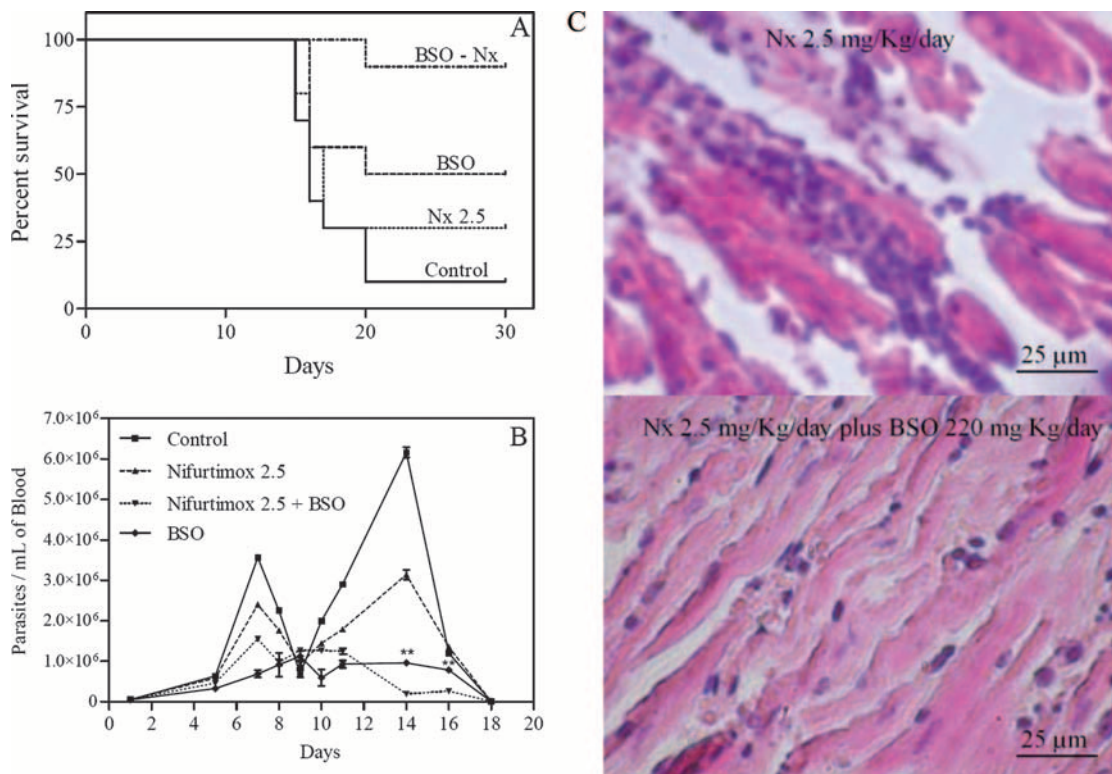 A
100
75
50
25
0
Percent survival
BSO - Nx
BSO
Nx 2.5
Control
0 10 20 30
Days
B
7.0×10⁶
6.0×10⁶
5.0×10⁶
4.0×10⁶
3.0×10⁶
2.0×10⁶
1.0×10⁶
0
Parasites / mL of Blood
Control
Nifurtimox 2.5
Nifurtimox 2.5 + BSO
BSO
**
**
0 2 4 6 8 10 12 14 16 18 20
Days
C
Nx 2.5 mg/Kg/day
25 µm
Nx 2.5 mg/Kg/day plus BSO 220 mg Kg/day
25 µm